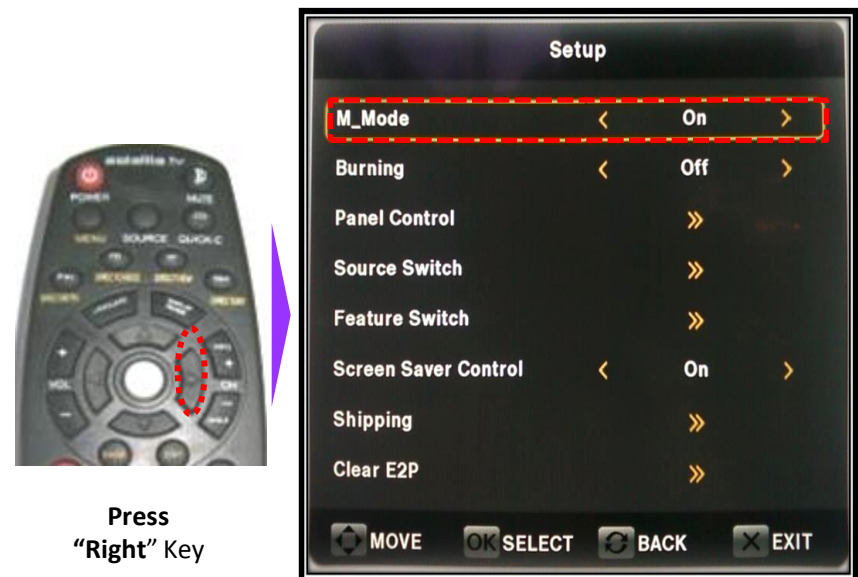 Setup
M_Mode < On >
Burning < Off >
Panel Control »
Source Switch »
Feature Switch »
Screen Saver Control < On >
Shipping »
Clear E2P »
MOVE OK SELECT BACK EXIT
POWER MUTE
MENU SOURCE QUICK-C
+
VOL CH
Press
“Right” Key